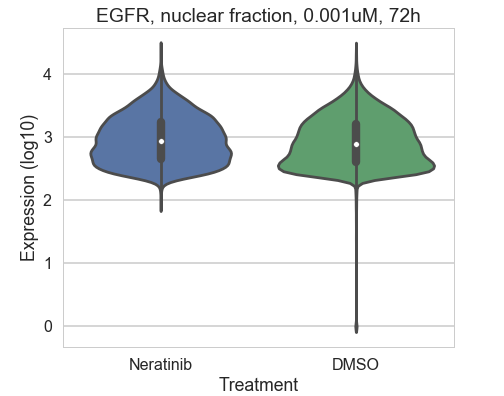 EGFR, nuclear fraction, 0.001uM, 72h
Expression (log10)
4
3
2
1
0
Neratinib
DMSO
Treatment